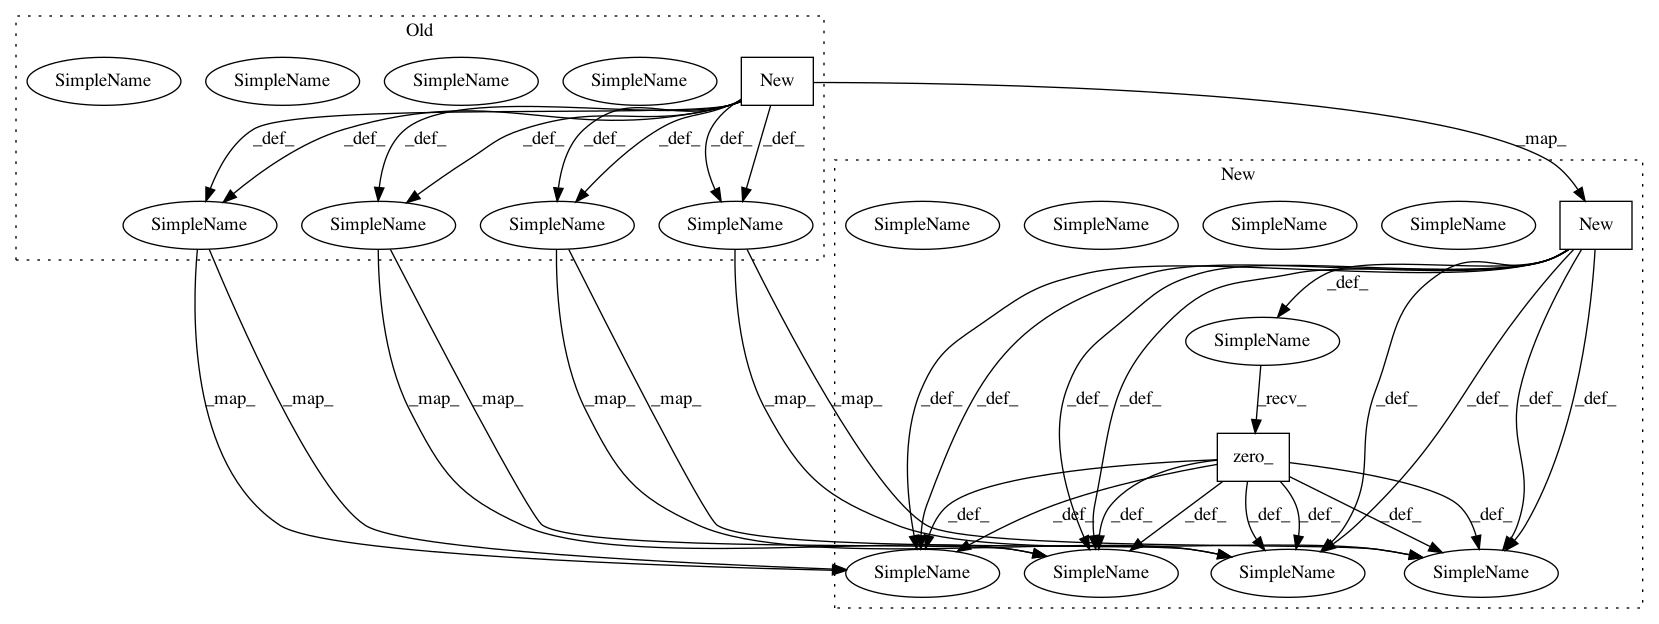 Old
SimpleName SimpleName SimpleName SimpleName New
_def_ _def_ _def_ _def_ _def_ _def_ _def_ _def_ _map_
New
SimpleName SimpleName SimpleName SimpleName
SimpleName SimpleName SimpleName SimpleName New
_def_
SimpleName
_map_ _map_ _map_ _map_ _map_ _map_ _map_ _map_ _def_ _def_ _def_ _def_ _recv_ _def_ _def_ _def_ _def_
zero_
_def_ _def_ _def_ _def_ _def_ _def_ _def_ _def_
SimpleName SimpleName SimpleName SimpleName